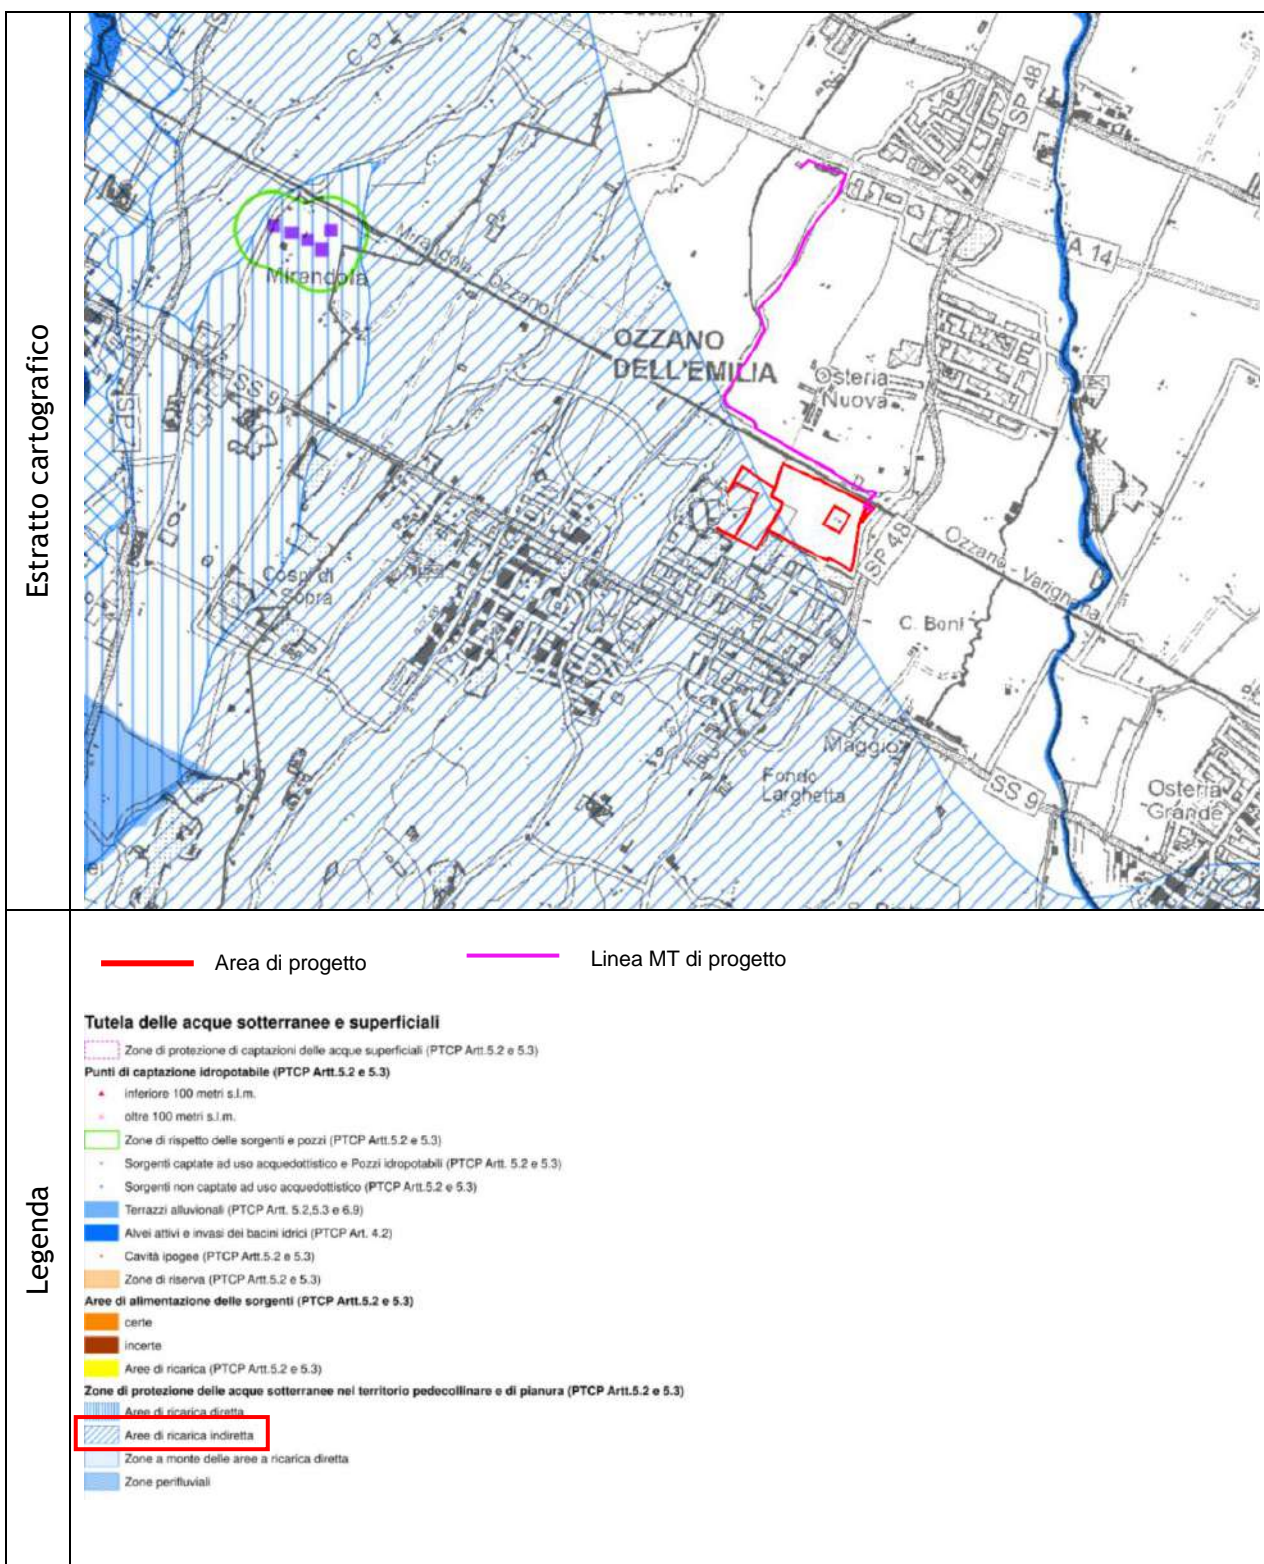 Estratto cartografico
SP 48
A 14
Mirandola
Mirandola - Ozzano
OZZANO
DELL'EMILIA
Osteria
Nuova
SS 9
SP 48
Ozzano - Varignana
Cospi di
Sopra
C. Boni
Maggio
Fondo
Larghetta
SS 9
Osteria
Grande
Legenda
Area di progetto
Linea MT di progetto
Tutela delle acque sotterranee e superficiali
Zone di protezione di captazioni delle acque superficiali (PTCP Artt.5.2 e 5.3)
Punti di captazione idropotabile (PTCP Artt.5.2 e 5.3)
inferiore 100 metri s.l.m.
oltre 100 metri s.l.m.
Zone di rispetto delle sorgenti e pozzi (PTCP Artt.5.2 e 5.3)
Sorgenti captate ad uso acquedottistico e Pozzi idropotabili (PTCP Artt. 5.2 e 5.3)
Sorgenti non captate ad uso acquedottistico (PTCP Artt.5.2 e 5.3)
Terrazzi alluvionali (PTCP Artt. 5.2,5.3 e 6.9)
Alvei attivi e invasi dei bacini idrici (PTCP Art. 4.2)
Cavità ipogee (PTCP Artt.5.2 e 5.3)
Zone di riserva (PTCP Artt.5.2 e 5.3)
Aree di alimentazione delle sorgenti (PTCP Artt.5.2 e 5.3)
certe
incerte
Aree di ricarica (PTCP Artt.5.2 e 5.3)
Zone di protezione delle acque sotterranee nel territorio pedecollinare e di pianura (PTCP Artt.5.2 e 5.3)
Aree di ricarica diretta
Aree di ricarica indiretta
Zone a monte delle aree a ricarica diretta
Zone perifluviali